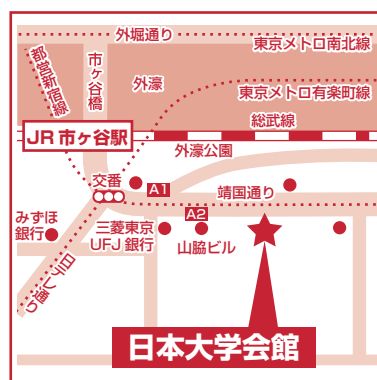 外堀通り
東京メトロ南北線
都営新宿線
市ヶ谷橋
外濠
東京メトロ有楽町線
総武線
JR 市ヶ谷駅
外濠公園
交番
A1
靖国通り
みずほ
銀行
三菱東京
UFJ 銀行
A2
山脇ビル
日テレ通り
日本大学会館